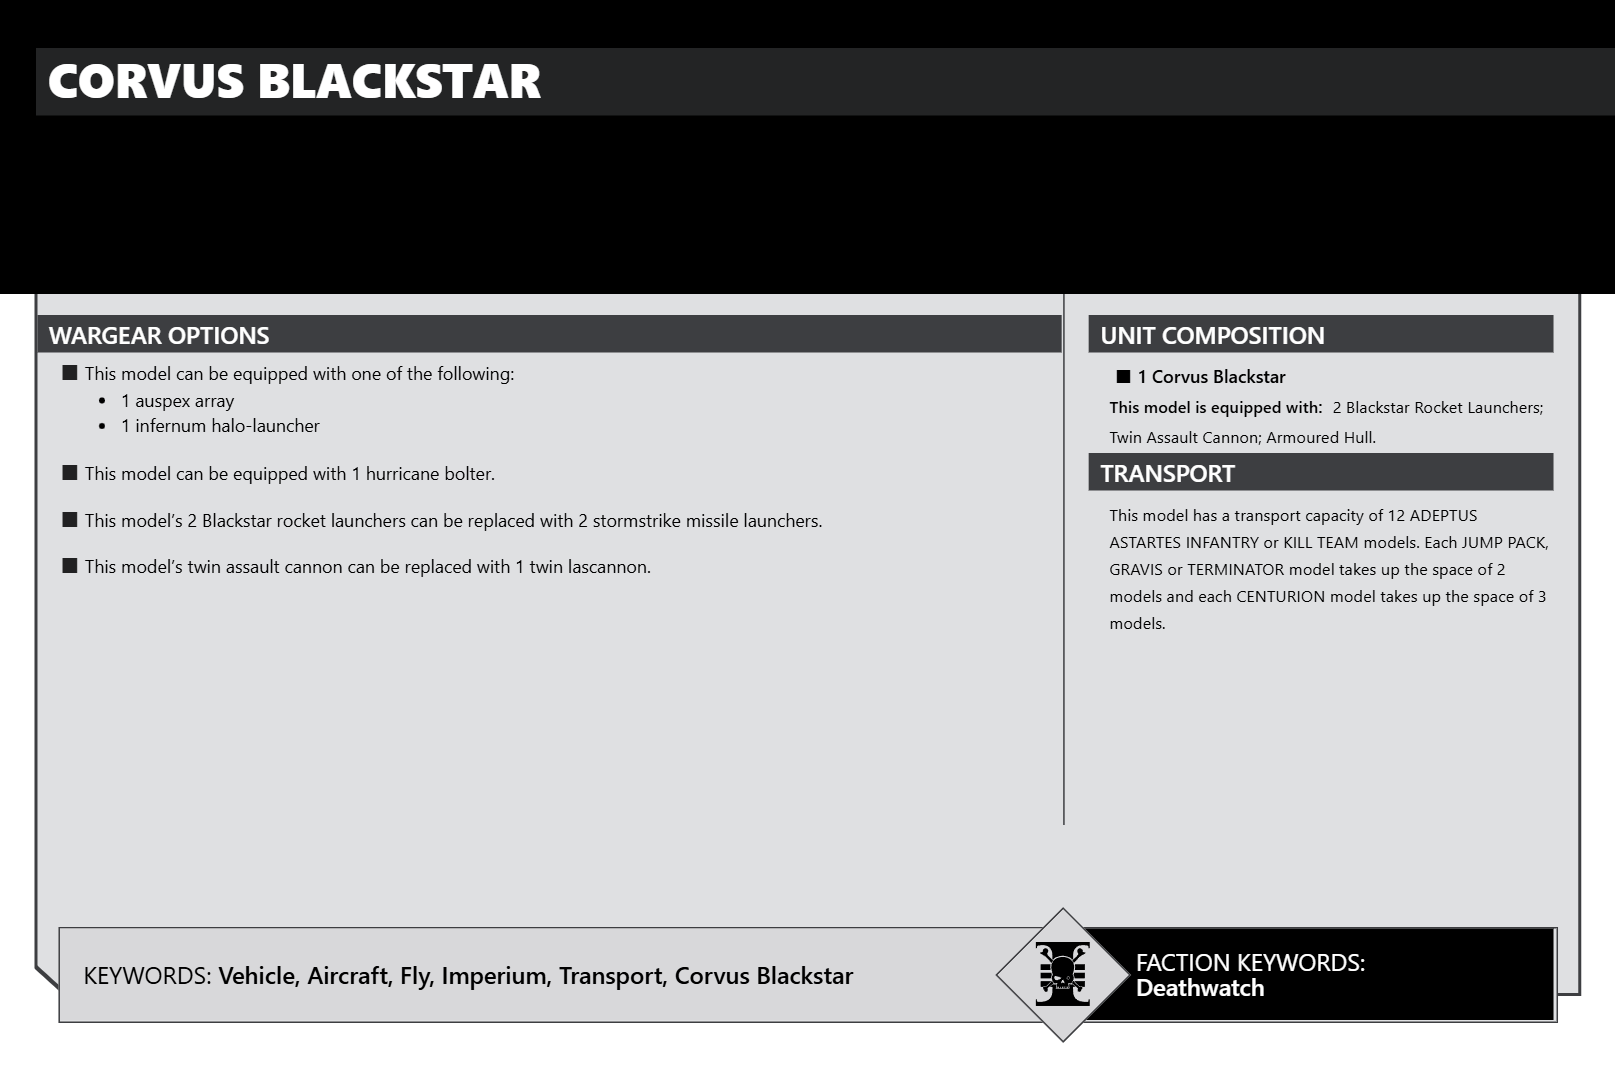 CORVUS BLACKSTAR
WARGEAR OPTIONS
■ This model can be equipped with one of the following:
• 1 auspex array
• 1 infernum halo-launcher
■ This model can be equipped with 1 hurricane bolter.
■ This model’s 2 Blackstar rocket launchers can be replaced with 2 stormstrike missile launchers.
■ This model’s twin assault cannon can be replaced with 1 twin lascannon.
UNIT COMPOSITION
■ 1 Corvus Blackstar
This model is equipped with: 2 Blackstar Rocket Launchers;
Twin Assault Cannon; Armoured Hull.
TRANSPORT
This model has a transport capacity of 12 ADEPTUS
ASTARTES INFANTRY or KILL TEAM models. Each JUMP PACK,
GRAVIS or TERMINATOR model takes up the space of 2
models and each CENTURION model takes up the space of 3
models.
KEYWORDS: Vehicle, Aircraft, Fly, Imperium, Transport, Corvus Blackstar
FACTION KEYWORDS:
Deathwatch